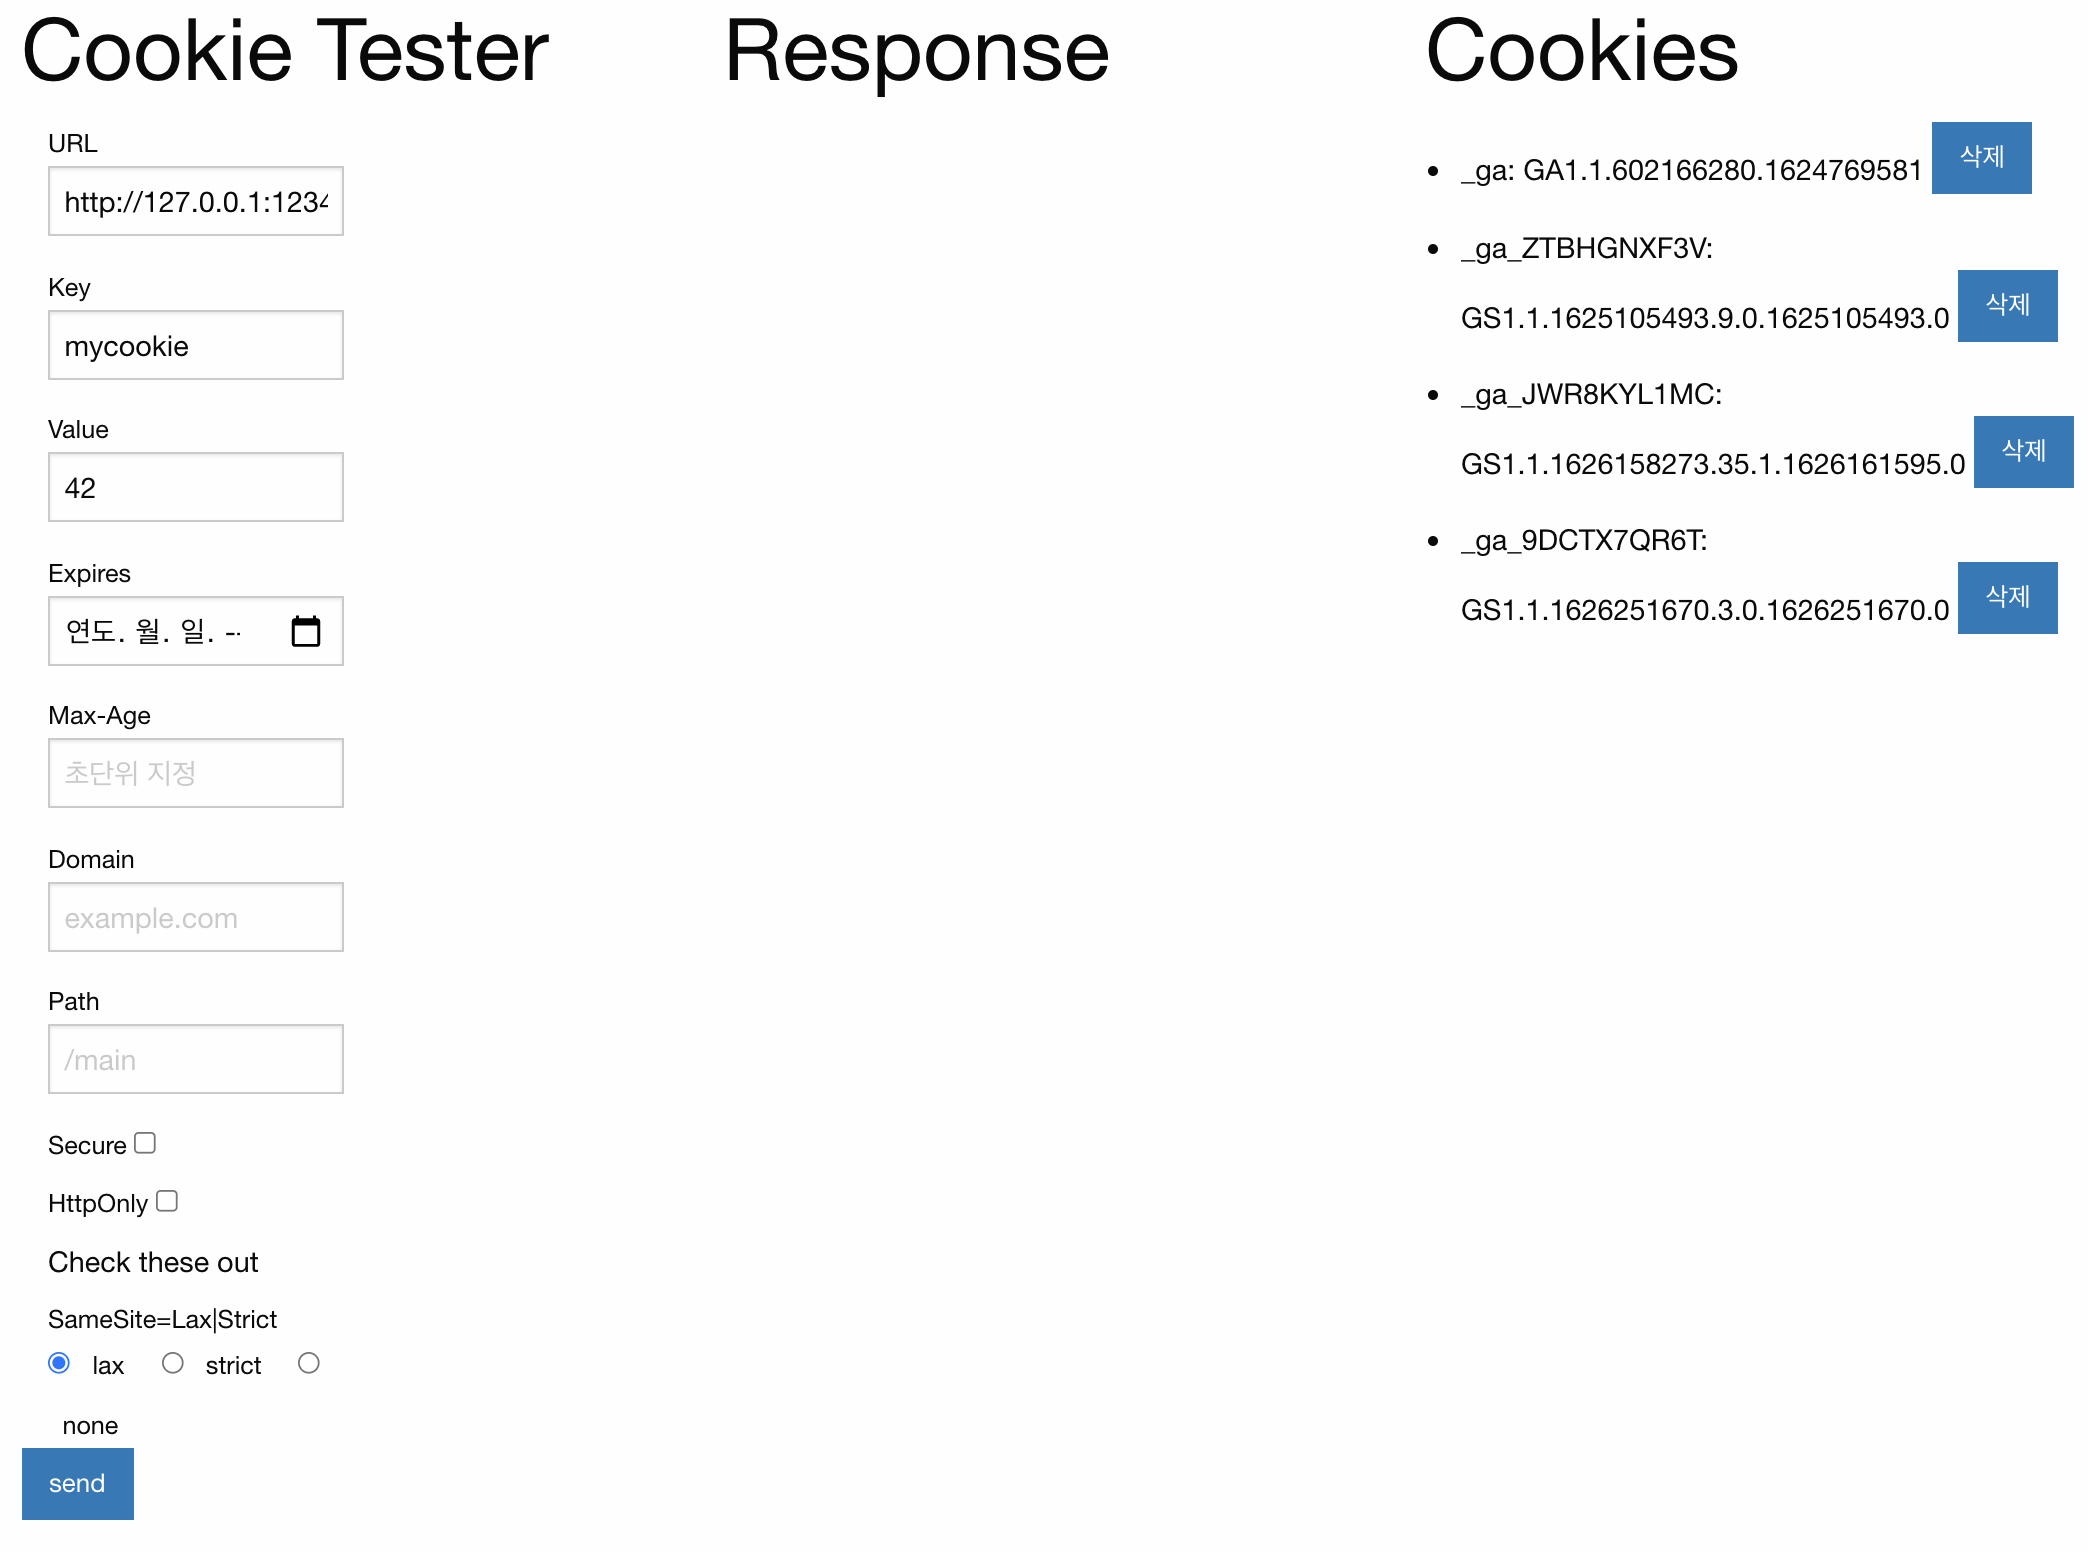 Cookie Tester
URL
http://127.0.0.1:1234
Key
mycookie
Value
42
Expires
연도. 월. 일. --
Max-Age
초단위 지정
Domain
example.com
Path
/main
Secure
HttpOnly
Check these out
SameSite=Lax|Strict
lax strict
none
send
Response
Cookies
_ga: GA1.1.602166280.1624769581 삭제
_ga_ZTBHGNXF3V:
GS1.1.1625105493.9.0.1625105493.0 삭제
_ga_JWR8KYL1MC:
GS1.1.1626158273.35.1.1626161595.0 삭제
_ga_9DCTX7QR6T:
GS1.1.1626251670.3.0.1626251670.0 삭제